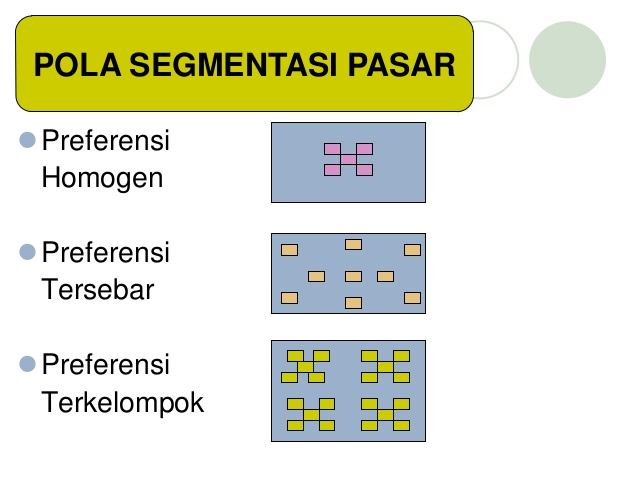 POLA SEGMENTASI PASAR
Preferensi
Homogen
Preferensi
Tersebar
Preferensi
Terkelompok